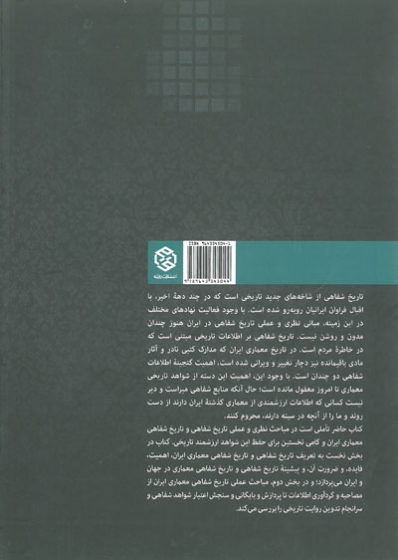 ISBN 964304304-1
9 789643 043049
تاریخ شفاهی از شاخه‌های جدید تاریخی است که در چند دههٔ اخیر، با
اقبال فراوان ایرانیان روبه‌رو شده است. با وجود فعالیت نهادهای مختلف
در این زمینه، مبانی نظری و عملی تاریخ شفاهی در ایران هنوز چندان
مدون و روشن نیست. تاریخ شفاهی بر اطلاعات تاریخی مبتنی است که
در خاطرهٔ مردم است. در تاریخ معماری ایران که مدارک کتبی نادر و آثار
مادی باقیمانده نیز دچار تغییر و ویرانی شده است، اهمیت گنجینهٔ اطلاعات
شفاهی دو چندان است. با وجود این، اهمیت این دسته از شواهد تاریخی
معماری تا امروز مغفول مانده است؛ حال آنکه منابع شفاهی میراست و دیر
نیست کسانی که اطلاعات ارزشمندی از معماری گذشتهٔ ایران دارند از دست
روند و ما را از آنچه در سینه دارند، محروم کنند.
کتاب حاضر تأملی است در مباحث نظری و عملی تاریخ شفاهی و تاریخ شفاهی
معماری ایران و گامی نخستین برای حفظ این شواهد ارزشمند تاریخی. کتاب در
بخش نخست به تعریف تاریخ شفاهی و تاریخ شفاهی معماری ایران، اهمیت،
فایده، و ضرورت آن، و پیشینهٔ تاریخ شفاهی و تاریخ شفاهی معماری در جهان
و ایران می‌پردازد؛ و در بخش دوم، مباحث عملی تاریخ شفاهی معماری ایران از
مصاحبه و گردآوری اطلاعات تا پردازش و بایگانی و سنجش اعتبار شواهد شفاهی و
سرانجام تدوین روایت تاریخی را بررسی می‌کند.